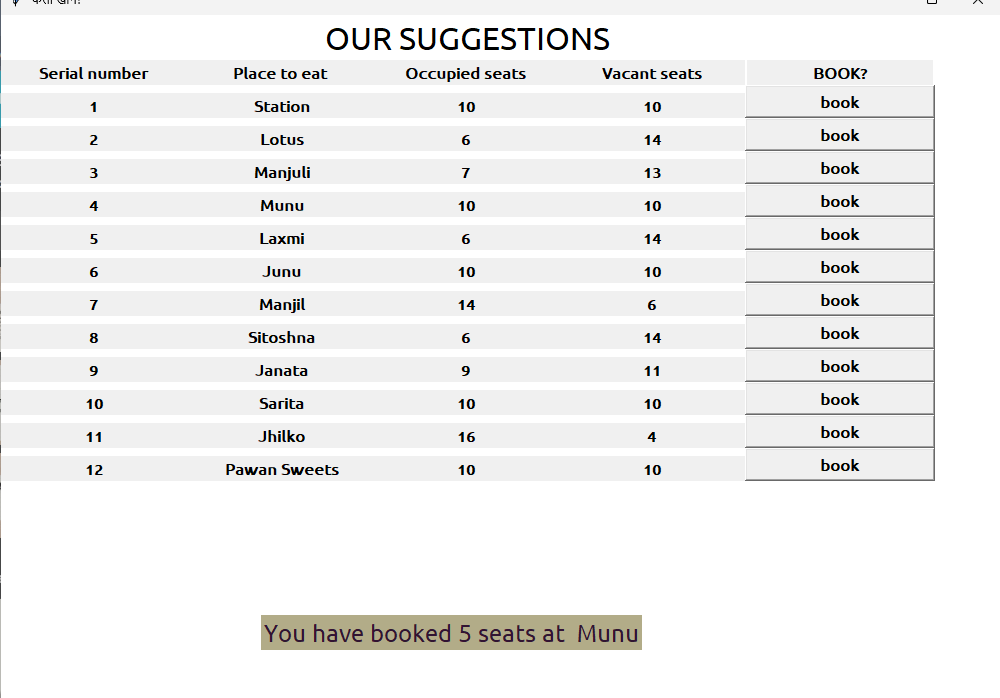 OUR SUGGESTIONS
Serial number Place to eat Occupied seats Vacant seats BOOK?
1 Station 10 10 book
2 Lotus 6 14 book
3 Manjuli 7 13 book
4 Munu 10 10 book
5 Laxmi 6 14 book
6 Junu 10 10 book
7 Manjil 14 6 book
8 Sitoshna 6 14 book
9 Janata 9 11 book
10 Sarita 10 10 book
11 Jhilko 16 4 book
12 Pawan Sweets 10 10 book
You have booked 5 seats at  Munu